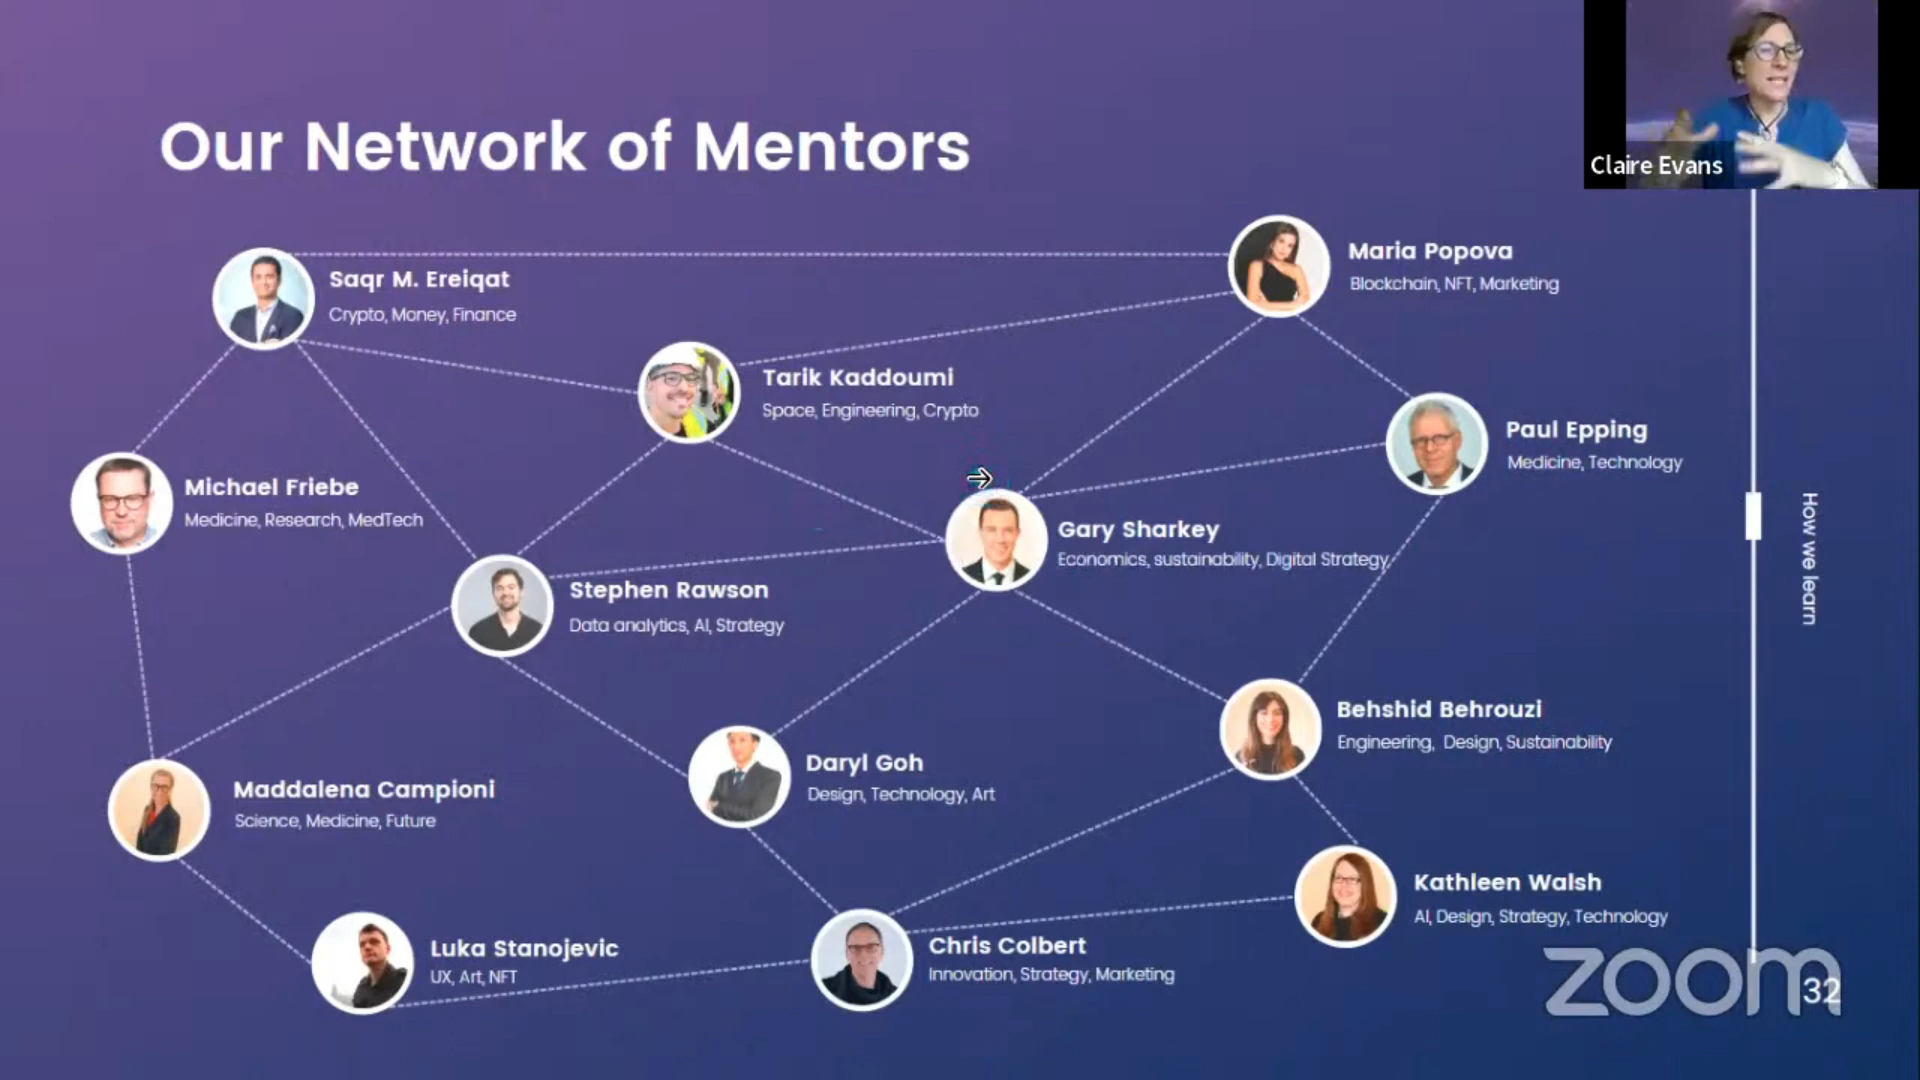 Our Network of Mentors
Claire Evans
Saqr M. Ereiqat
Crypto, Money, Finance
Maria Popova
Blockchain, NFT, Marketing
Tarik Kaddoumi
Space, Engineering, Crypto
Paul Epping
Medicine, Technology
Michael Friebe
Medicine, Research, MedTech
Gary Sharkey
Economics, sustainability, Digital Strategy
How we learn
Stephen Rawson
Data analytics, AI, Strategy
Behshid Behrouzi
Engineering, Design, Sustainability
Daryl Goh
Design, Technology, Art
Maddalena Campioni
Science, Medicine, Future
Kathleen Walsh
AI, Design, Strategy, Technology
Luka Stanojevic
UX, Art, NFT
Chris Colbert
Innovation, Strategy, Marketing
zoom
32